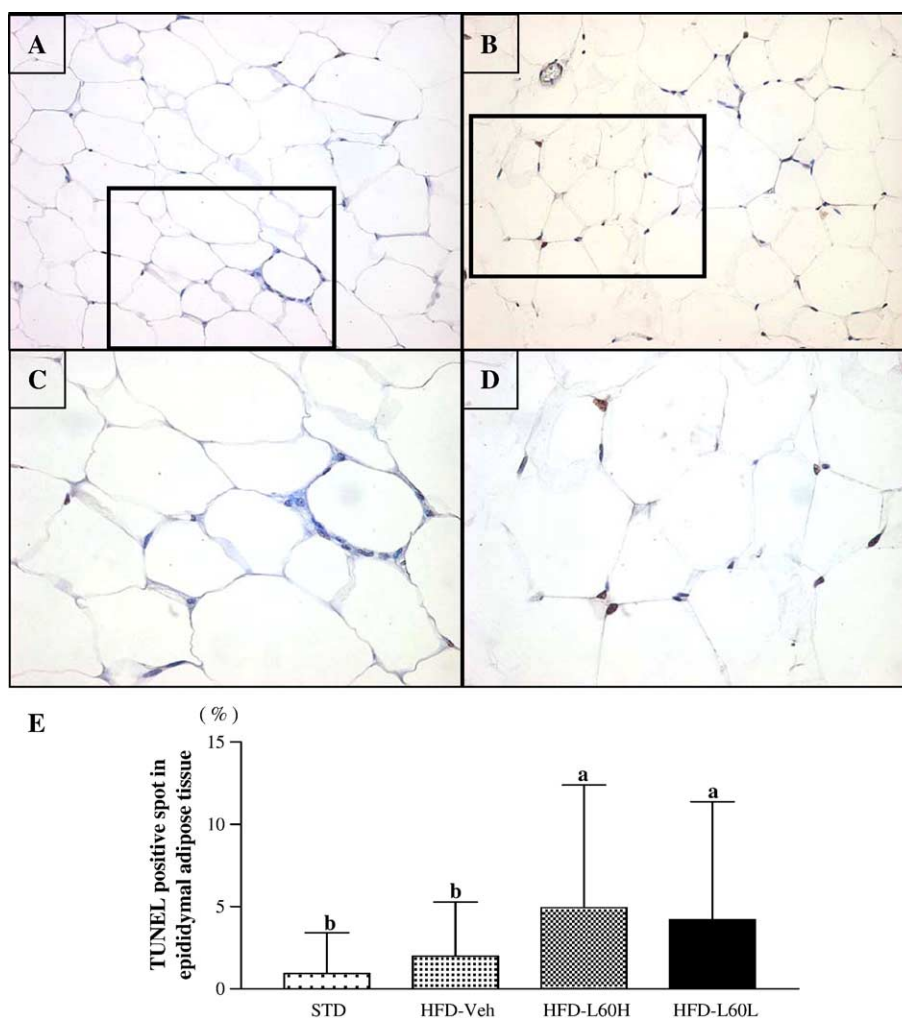 A
B
C
D
E
(%)
TUNEL positive spot in
epididymal adipose tissue
15
10
5
0
b
b
a
a
STD
HFD-Veh
HFD-L60H
HFD-L60L